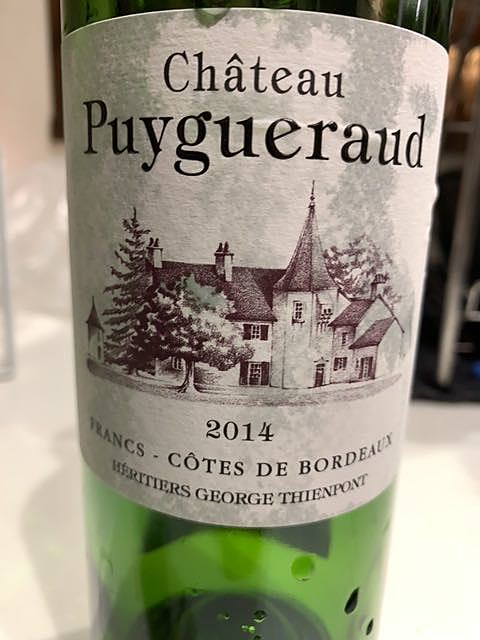 Château
Puygueraud
2014
FRANCS - CÔTES DE BORDEAUX
HÉRITIERS GEORGE THIENPONT